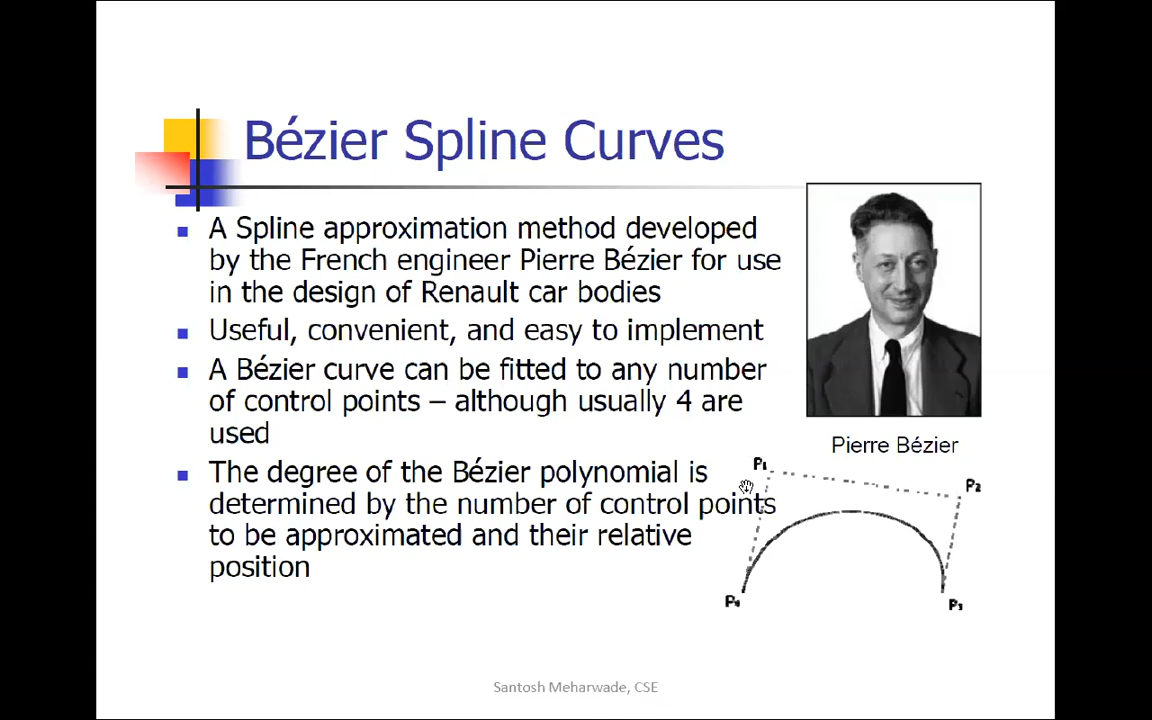 Bézier Spline Curves
A Spline approximation method developed
by the French engineer Pierre Bézier for use
in the design of Renault car bodies
Useful, convenient, and easy to implement
A Bézier curve can be fitted to any number
of control points – although usually 4 are
used
The degree of the Bézier polynomial is
determined by the number of control points
to be approximated and their relative
position
Pierre Bézier
P₁
P₂
P₀
P₃
Santosh Meharwade, CSE